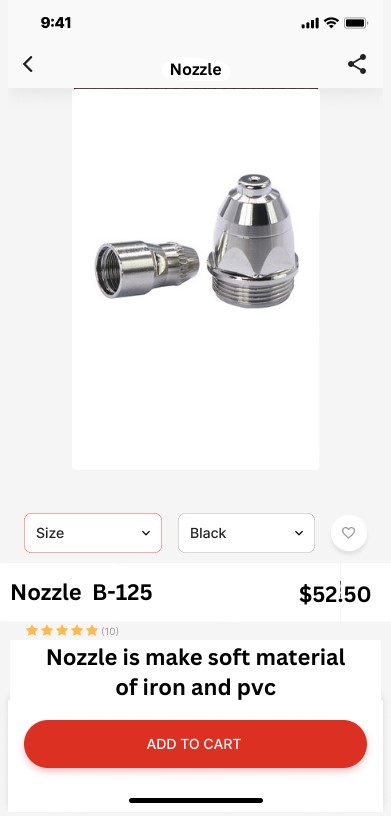 9:41
Nozzle
Size
Black
Nozzle B-125
$52.50
(10)
Nozzle is make soft material
of iron and pvc
ADD TO CART